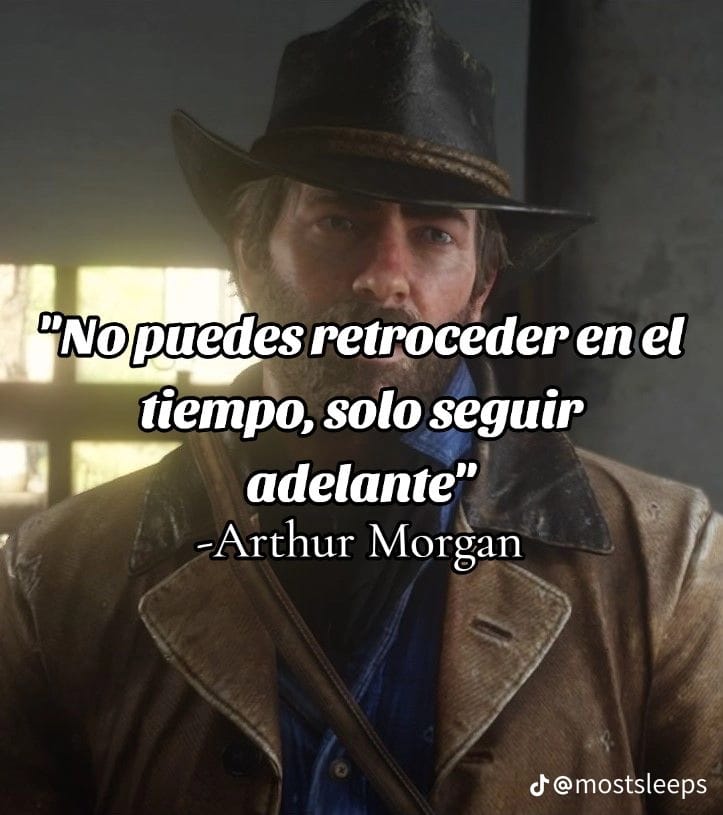 "No puedes retroceder en el
tiempo, solo seguir
adelante"
-Arthur Morgan
@mostsleeps